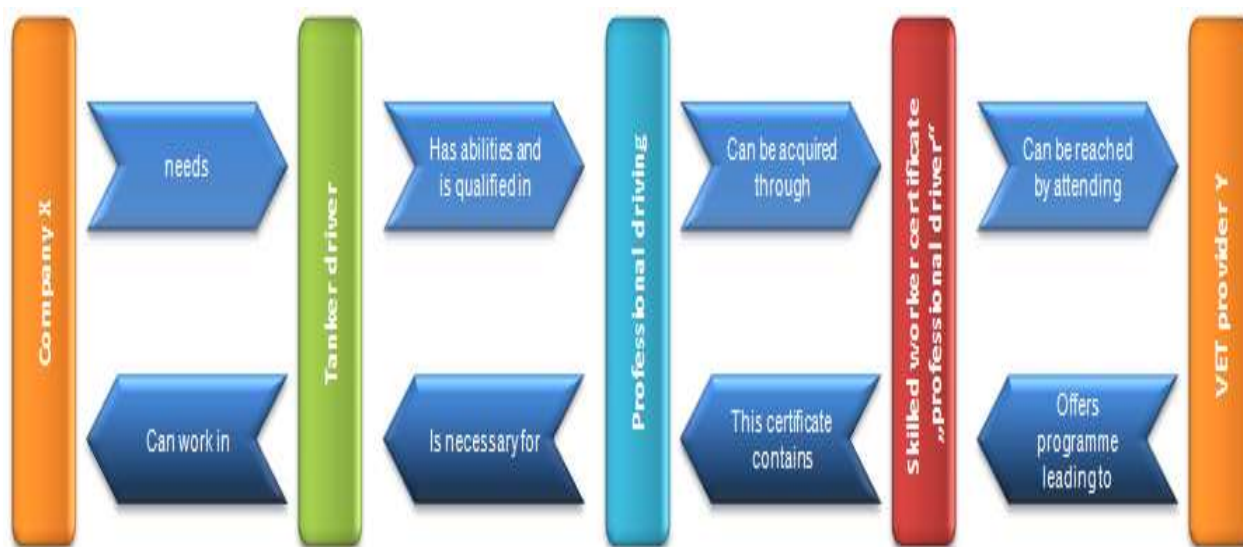 Company X
needs
Can work in
Tanker driver
Has abilities and
is qualified in
Is necessary for
Professional driving
Can be acquired
through
This certificate
contains
Skilled worker certificate
„professional driver“
Can be reached
by attending
Offers
programme
leading to
VET provider Y